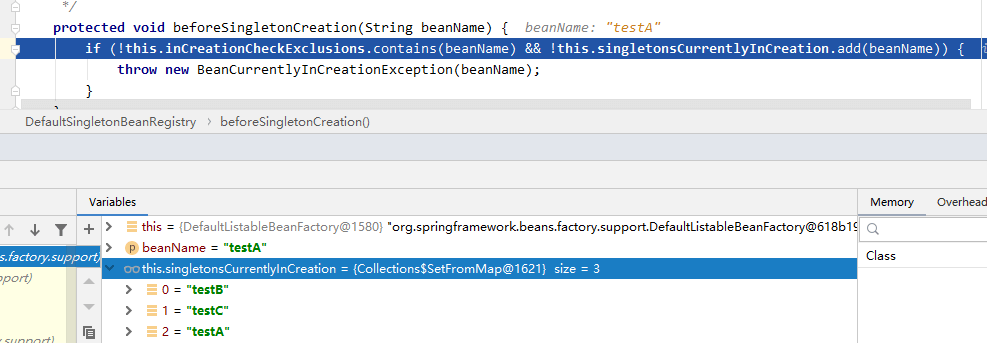 */
protected void beforeSingletonCreation(String beanName) {  beanName: "testA"
if (!this.inCreationCheckExclusions.contains(beanName) && !this.singletonsCurrentlyInCreation.add(beanName)) {
throw new BeanCurrentlyInCreationException(beanName);
}
DefaultSingletonBeanRegistry › beforeSingletonCreation()
Variables
Memory Overhead
this = {DefaultListableBeanFactory@1580} "org.springframework.beans.factory.support.DefaultListableBeanFactory@618b19
beanName = "testA"
s.factory.support)
this.singletonsCurrentlyInCreation = {Collections$SetFromMap@1621} size = 3
Class
pport)
0 = "testB"
1 = "testC"
2 = "testA"
y.support)